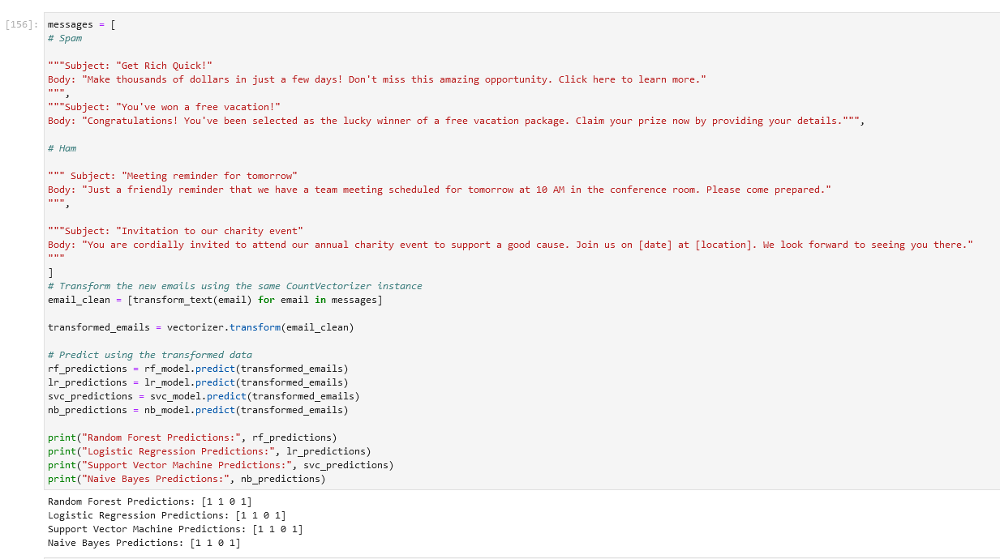 [156]: messages = [
# Spam
"""Subject: "Get Rich Quick!"
Body: "Make thousands of dollars in just a few days! Don't miss this amazing opportunity. Click here to learn more."
""",
"""Subject: "You've won a free vacation!"
Body: "Congratulations! You've been selected as the lucky winner of a free vacation package. Claim your prize now by providing your details.""",
# Ham
""" Subject: "Meeting reminder for tomorrow"
Body: "Just a friendly reminder that we have a team meeting scheduled for tomorrow at 10 AM in the conference room. Please come prepared."
""",
"""Subject: "Invitation to our charity event"
Body: "You are cordially invited to attend our annual charity event to support a good cause. Join us on [date] at [location]. We look forward to seeing you there."
"""
]
# Transform the new emails using the same CountVectorizer instance
email_clean = [transform_text(email) for email in messages]
transformed_emails = vectorizer.transform(email_clean)
# Predict using the transformed data
rf_predictions = rf_model.predict(transformed_emails)
lr_predictions = lr_model.predict(transformed_emails)
svc_predictions = svc_model.predict(transformed_emails)
nb_predictions = nb_model.predict(transformed_emails)
print("Random Forest Predictions:", rf_predictions)
print("Logistic Regression Predictions:", lr_predictions)
print("Support Vector Machine Predictions:", svc_predictions)
print("Naive Bayes Predictions:", nb_predictions)
Random Forest Predictions: [1 1 0 1]
Logistic Regression Predictions: [1 1 0 1]
Support Vector Machine Predictions: [1 1 0 1]
Naive Bayes Predictions: [1 1 0 1]